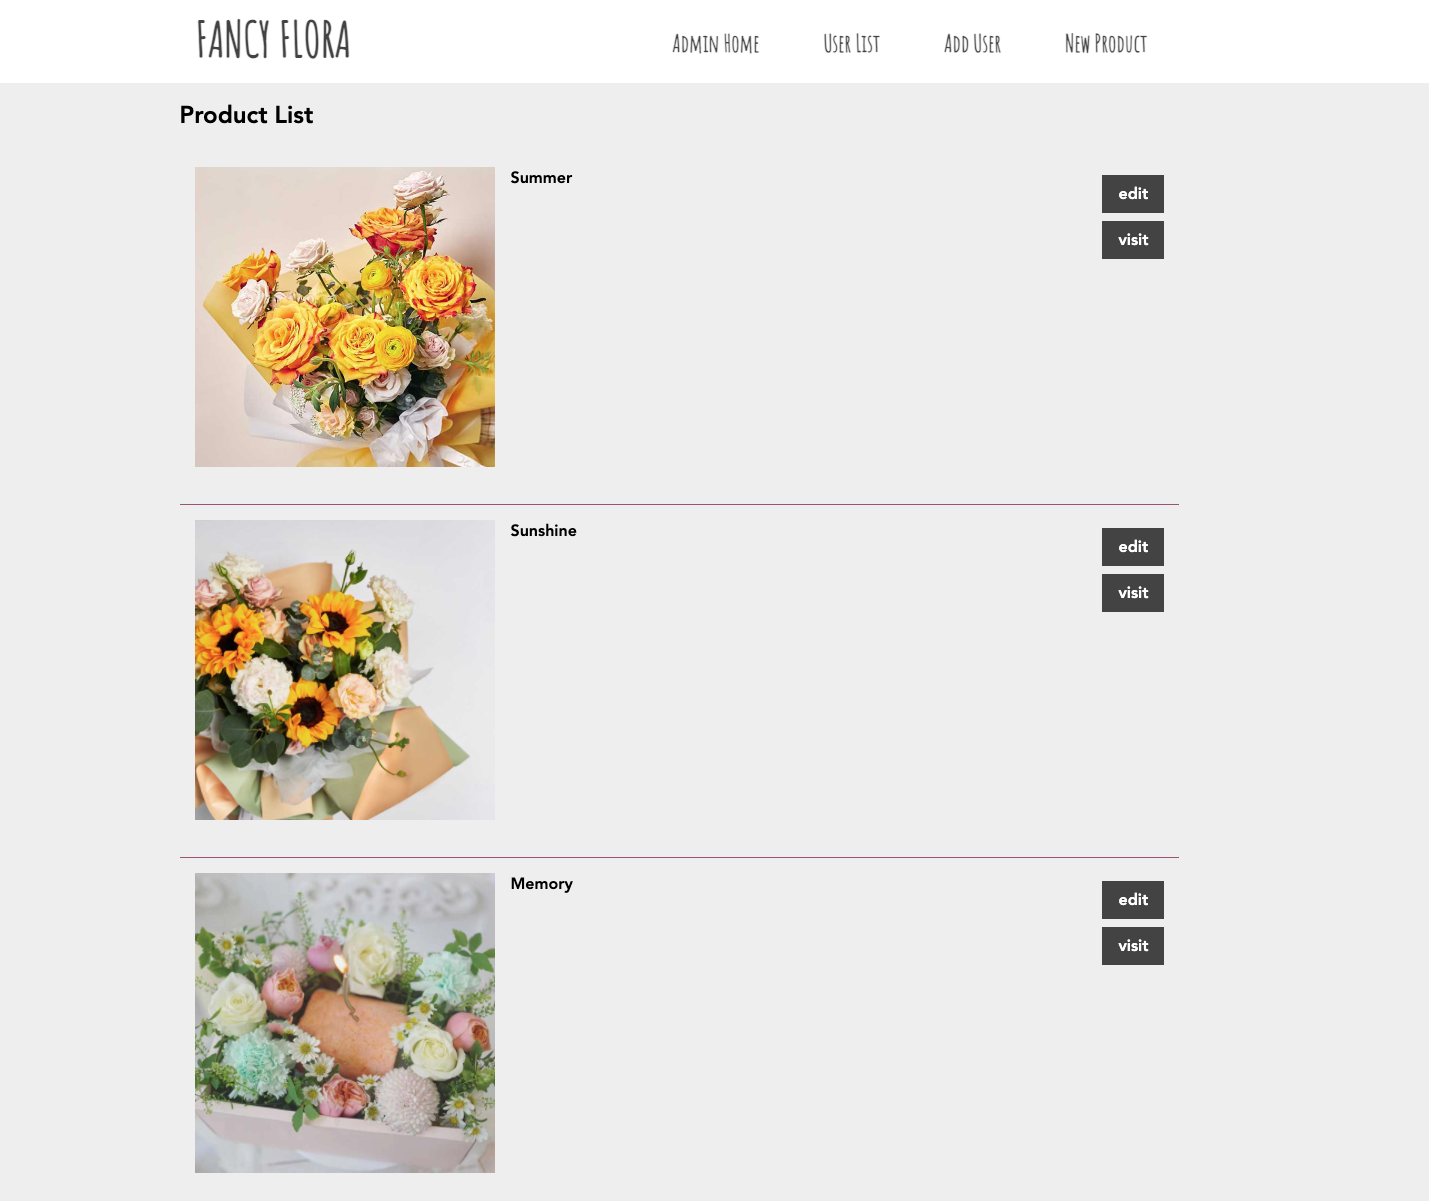 FANCY FLORA
Admin Home
User List
Add User
New Product
Product List
Summer
edit
visit
Sunshine
edit
visit
Memory
edit
visit